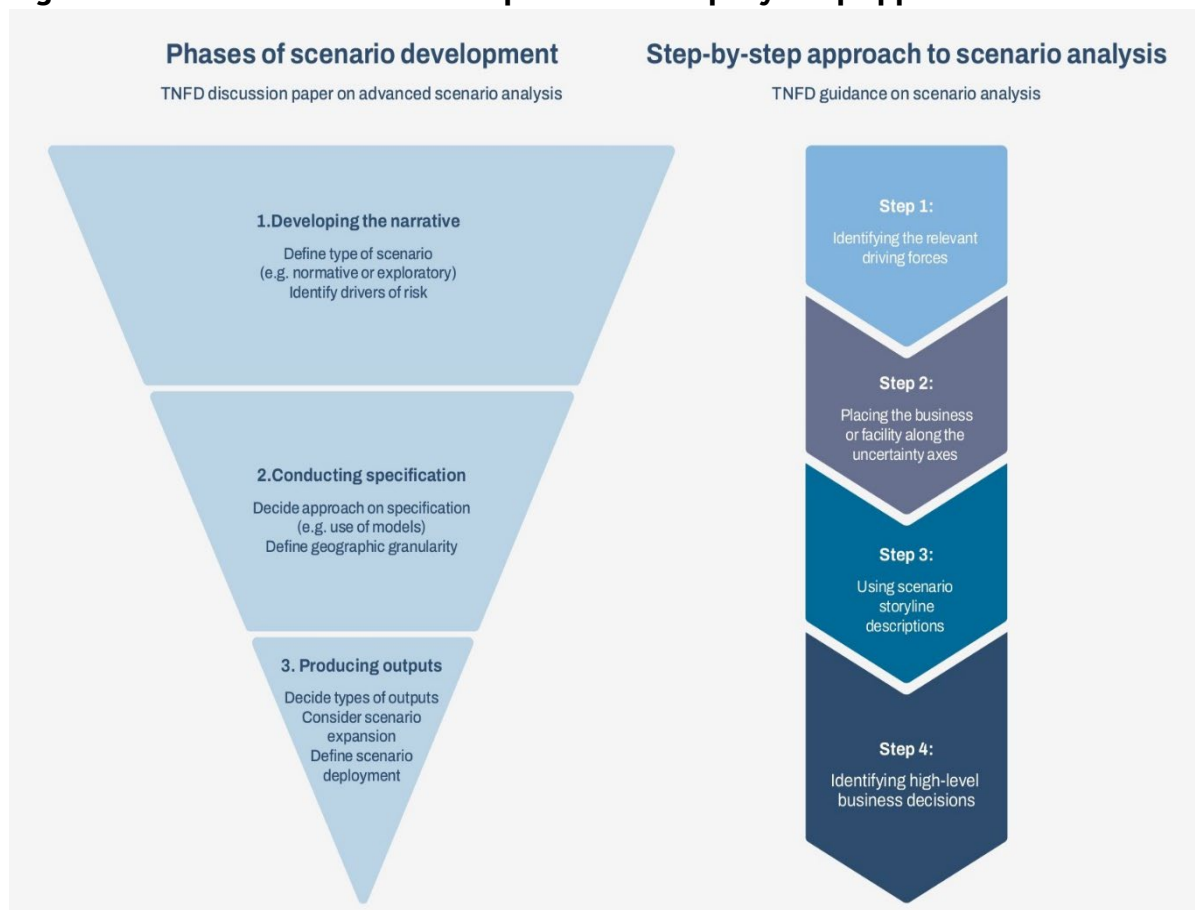 Phases of scenario development
TNFD discussion paper on advanced scenario analysis
1.Developing the narrative
Define type of scenario
(e.g. normative or exploratory)
Identify drivers of risk
2.Conducting specification
Decide approach on specification
(e.g. use of models)
Define geographic granularity
3. Producing outputs
Decide types of outputs
Consider scenario
expansion
Define scenario
deployment
Step-by-step approach to scenario analysis
TNFD guidance on scenario analysis
Step 1:
Identifying the relevant
driving forces
Step 2:
Placing the business
or facility along the
uncertainty axes
Step 3:
Using scenario
storyline
descriptions
Step 4:
Identifying high-level
business decisions